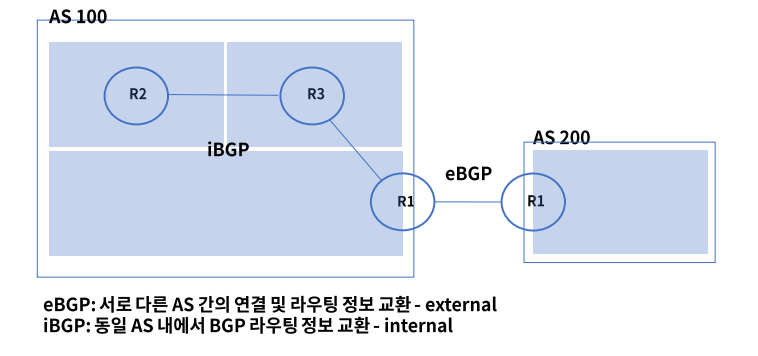 AS 100
R2
R3
iBGP
AS 200
eBGP
R1
R1
eBGP: 서로 다른 AS 간의 연결 및 라우팅 정보 교환 - external
iBGP: 동일 AS 내에서 BGP 라우팅 정보 교환 - internal